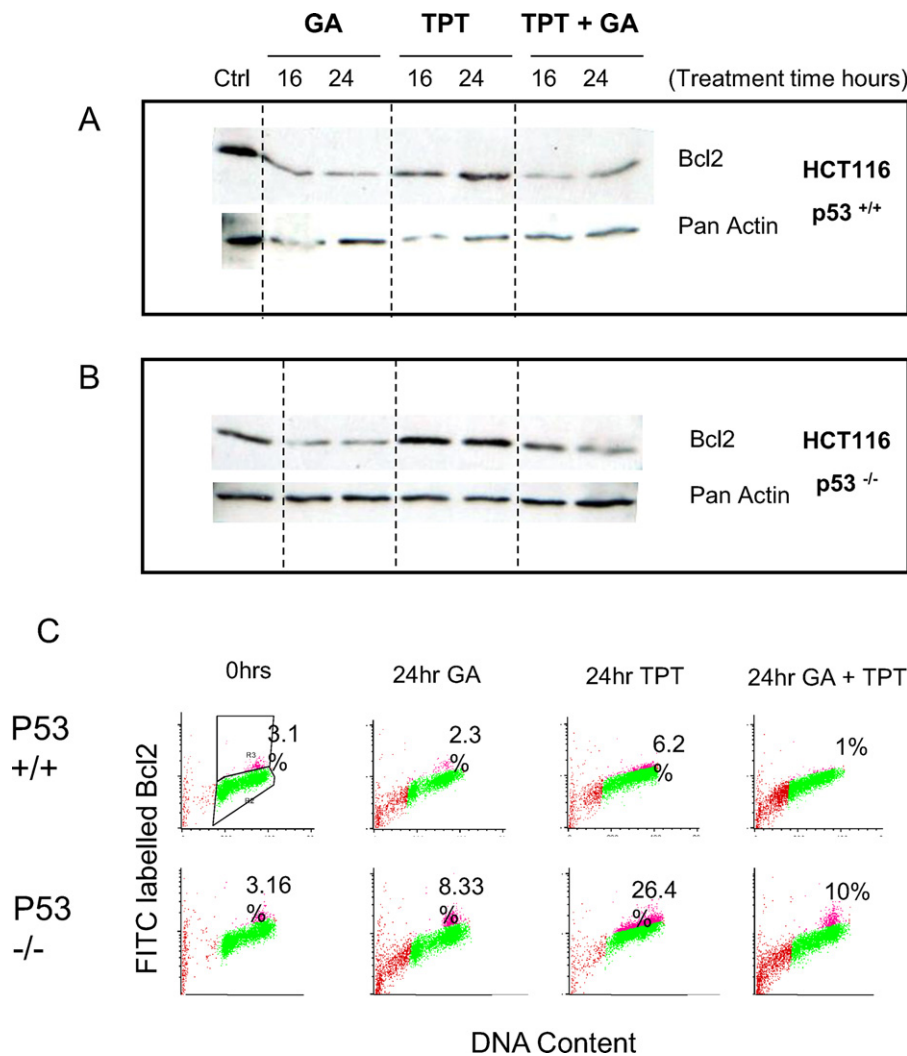 GA TPT TPT + GA
Ctrl 16 24 16 24 16 24 (Treatment time hours)
A
Bcl2 HCT116
Pan Actin p53 +/+
B
Bcl2 HCT116
Pan Actin p53 -/-
C
0hrs 24hr GA 24hr TPT 24hr GA + TPT
P53
+/+
3.1
%
R3
R2
2.3
%
6.2
%
1%
P53
-/-
3.16
%
8.33
%
26.4
%
10%
FITC labelled Bcl2
DNA Content